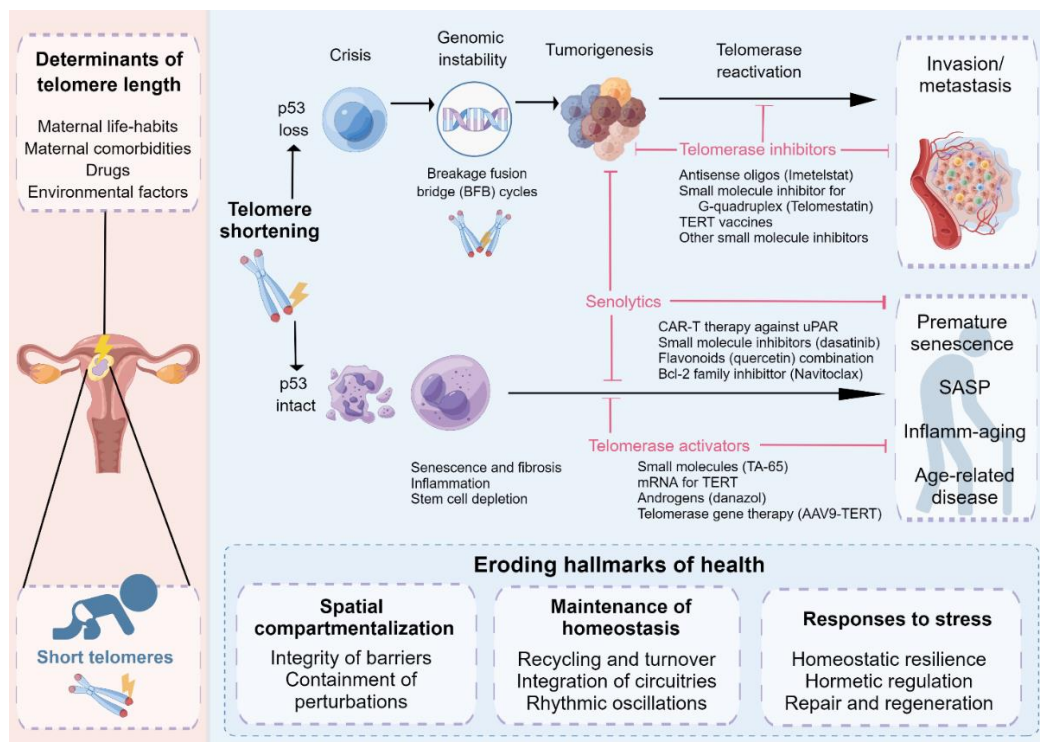 Determinants of
telomere length
Maternal life-habits
Maternal comorbidities
Drugs
Environmental factors
Short telomeres
Telomere
shortening
p53
loss
p53
intact
Crisis
Genomic
instability
Breakage fusion
bridge (BFB) cycles
Tumorigenesis
Telomerase
reactivation
Invasion/
metastasis
Telomerase inhibitors
Antisense oligos (Imetelstat)
Small molecule inhibitor for
G-quadruplex (Telomestatin)
TERT vaccines
Other small molecule inhibitors
Senolytics
CAR-T therapy against uPAR
Small molecule inhibitors (dasatinib)
Flavonoids (quercetin) combination
Bcl-2 family inhibittor (Navitoclax)
Senescence and fibrosis
Inflammation
Stem cell depletion
Telomerase activators
Small molecules (TA-65)
mRNA for TERT
Androgens (danazol)
Telomerase gene therapy (AAV9-TERT)
Premature
senescence
SASP
Inflamm-aging
Age-related
disease
Eroding hallmarks of health
Spatial
compartmentalization
Integrity of barriers
Containment of
perturbations
Maintenance of
homeostasis
Recycling and turnover
Integration of circuitries
Rhythmic oscillations
Responses to stress
Homeostatic resilience
Hormetic regulation
Repair and regeneration